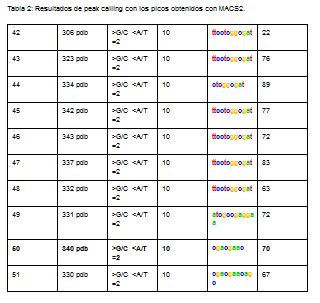 Tabla 2: Resultados de peak calling con los picos obtenidos con MACS2.
42 306 pdb >G/C <A/T =2 10 ttootoggogat 22
43 323 pdb >G/C <A/T =2 10 ttootoggogat 76
44 334 pdb >G/C <A/T =2 10 89
45 342 pdb >G/C <A/T =2 10 ttootoggogat 77
46 343 pdb >G/C <A/T =2 10 ttootoggogat 72
47 337 pdb >G/C <A/T =2 10 ttootoggogat 83
48 332 pdb >G/C <A/T =2 10 ttootoggogat 63
49 331 pdb >G/C <A/T =2 10 72
50 340 pdb >G/C <A/T =2 10 70
51 330 pdb >G/C <A/T =2 10 67